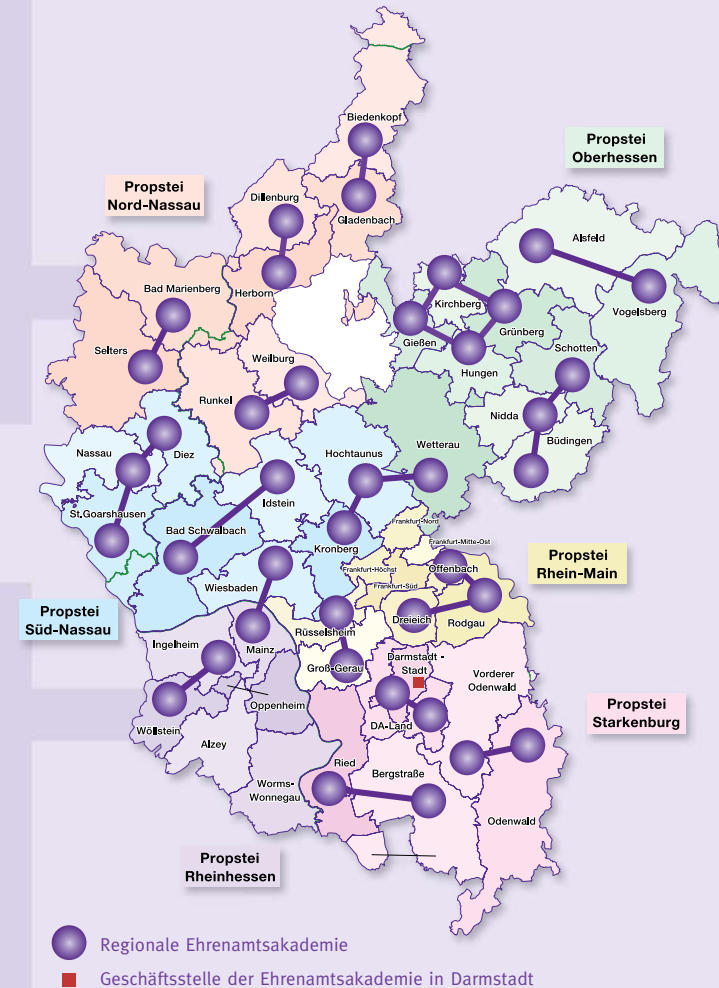 Biedenkopf
Propstei
Oberhessen
Propstei
Nord-Nassau
Dillenburg
Gladenbach
Alsfeld
Bad Marienberg
Herborn
Kirchberg
Vogelsberg
Grünberg
Gießen
Schotten
Selters
Weilburg
Hungen
Runkel
Nidda
Büdingen
Nassau
Diez
Hochtaunus
Wetterau
Idstein
St.Goarshausen
Bad Schwalbach
Frankfurt-Nord
Kronberg
Frankfurt-Mitte-Ost
Propstei
Rhein-Main
Frankfurt-Höchst
Offenbach
Frankfurt-Süd
Wiesbaden
Propstei
Süd-Nassau
Dreieich
Rodgau
Rüsselsheim
Ingelheim
Mainz
Darmstadt -
Stadt
Groß-Gerau
Vorderer
Odenwald
Propstei
Starkenburg
Oppenheim
DA-Land
Wöllstein
Alzey
Ried
Bergstraße
Worms-
Wonnegau
Odenwald
Propstei
Rheinhessen
Regionale Ehrenamtsakademie
Geschäftsstelle der Ehrenamtsakademie in Darmstadt